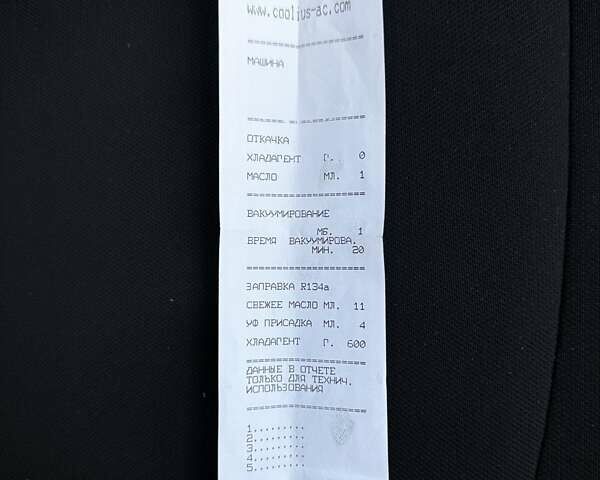 www.coolius-ac.com
====================
МАШИНА
====================
ОТКАЧКА
ХЛАДАГЕНТ Г. 0
МАСЛО МЛ. 1
====================
ВАКУУМИРОВАНИЕ
МБ. 1
ВРЕМЯ ВАКУУМИРОВА.
МИН. 20
====================
ЗАПРАВКА R134a
СВЕЖЕЕ МАСЛО МЛ. 11
УФ ПРИСАДКА МЛ. 4
ХЛАДАГЕНТ Г. 600
====================
ДАННЫЕ В ОТЧЕТЕ
ТОЛЬКО ДЛЯ ТЕХНИЧ.
ИСПОЛЬЗОВАНИЯ
====================
1.........
2.........
3.........
4.........
5.........